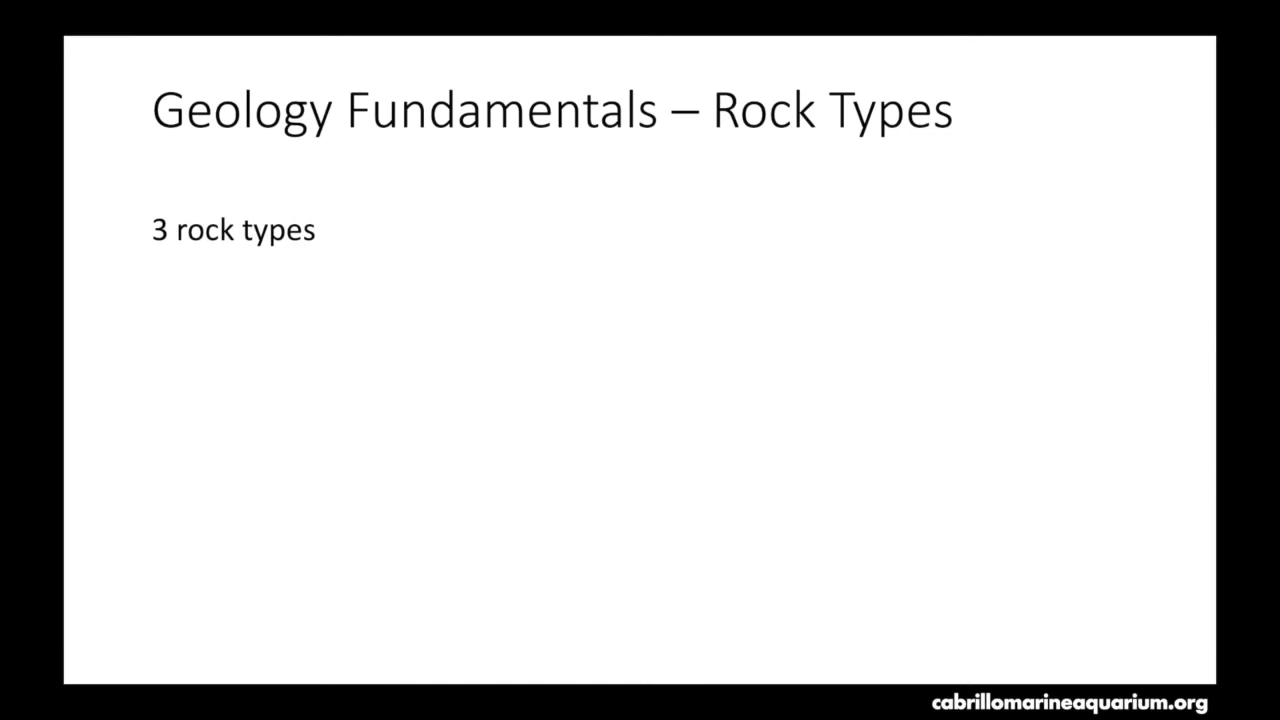 Geology Fundamentals – Rock Types
3 rock types
cabrillomarineaquarium.org